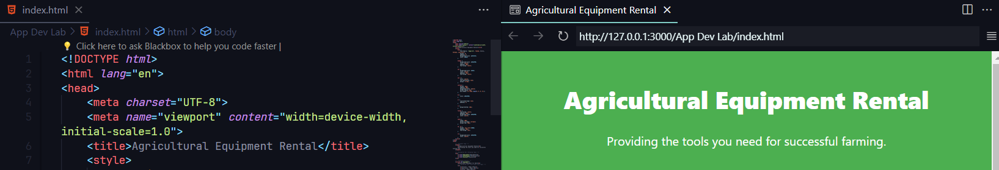 index.html
App Dev Lab > index.html > html > body
Click here to ask Blackbox to help you code faster |
1 <!DOCTYPE html>
2 <html lang="en">
3 <head>
4 <meta charset="UTF-8">
5 <meta name="viewport" content="width=device-width,
initial-scale=1.0">
6 <title>Agricultural Equipment Rental</title>
7 <style>
Agricultural Equipment Rental
http://127.0.0.1:3000/App Dev Lab/index.html
Agricultural Equipment Rental
Providing the tools you need for successful farming.